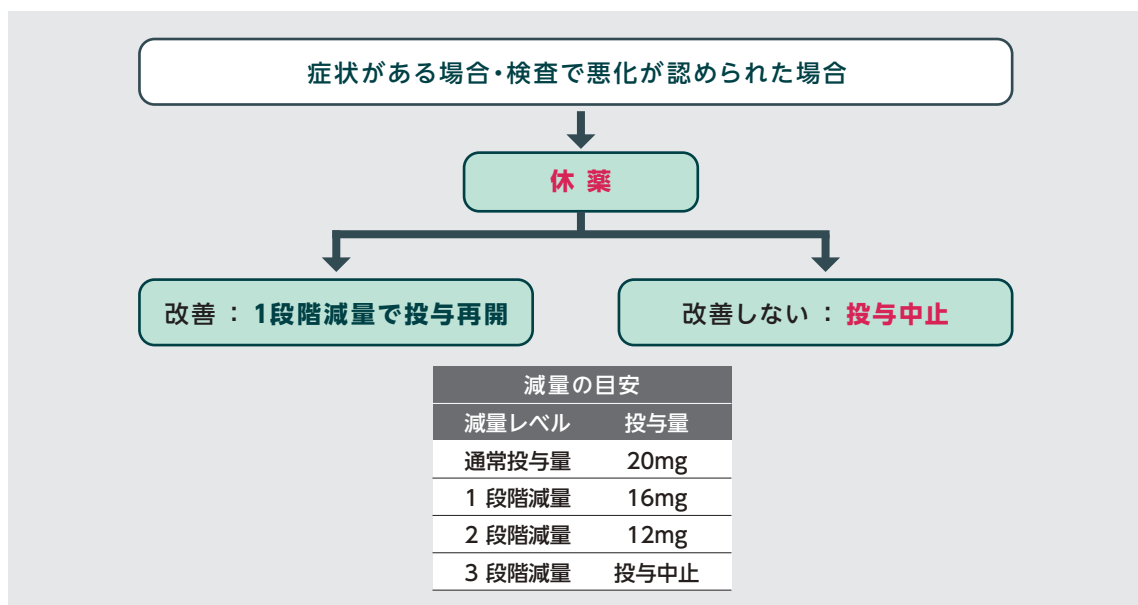 症状がある場合・検査で悪化が認められた場合
休 薬
改善 ： 1段階減量で投与再開
改善しない ： 投与中止
減量の目安
減量レベル 投与量
通常投与量 20mg
1 段階減量 16mg
2 段階減量 12mg
3 段階減量 投与中止